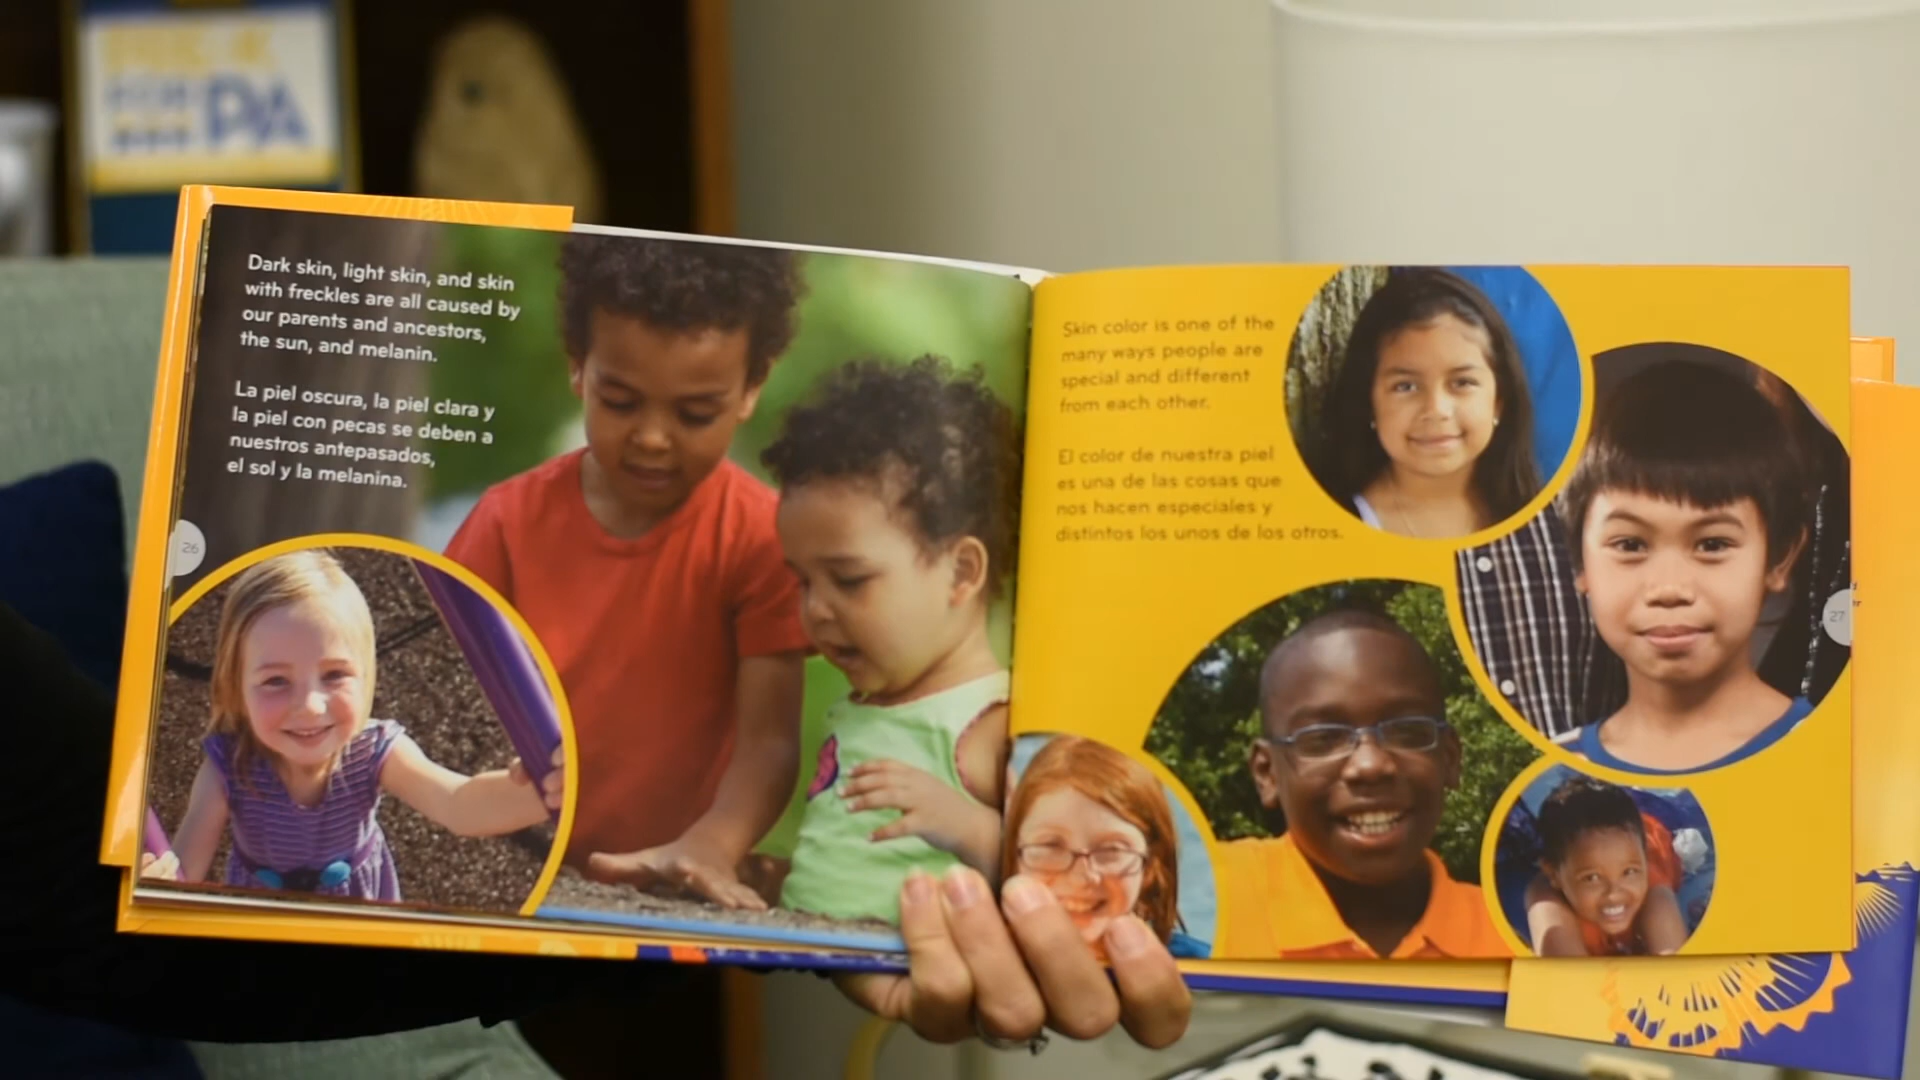 PA
Dark skin, light skin, and skin
with freckles are all caused by
our parents and ancestors,
the sun, and melanin.
La piel oscura, la piel clara y
la piel con pecas se deben a
nuestros antepasados,
el sol y la melanina.
26
Skin color is one of the
many ways people are
special and different
from each other.
El color de nuestra piel
es una de las cosas que
nos hacen especiales y
distintos los unos de los otros.
27